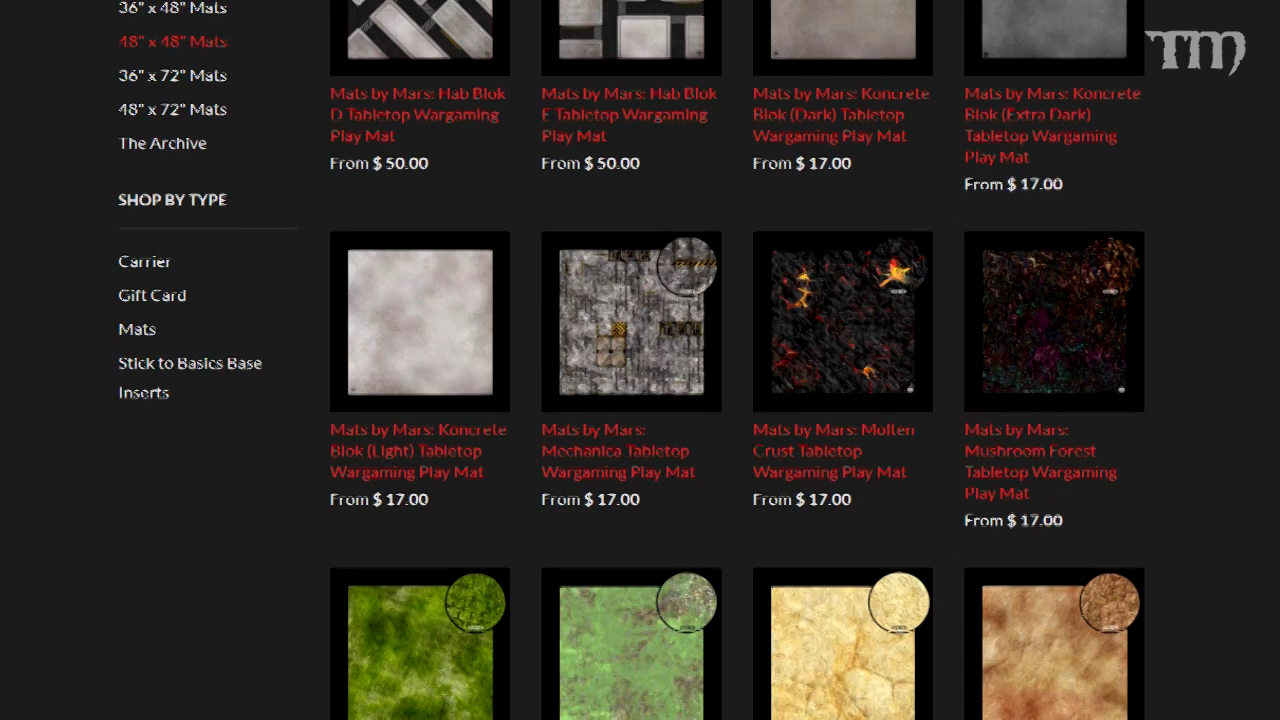 36" x 48" Mats
48" x 48" Mats
36" x 72" Mats
48" x 72" Mats
The Archive
SHOP BY TYPE
Carrier
Gift Card
Mats
Stick to Basics Base
Inserts
TM
Mats by Mars: Hab Blok
D Tabletop Wargaming
Play Mat
From $ 50.00
Mats by Mars: Hab Blok
E Tabletop Wargaming
Play Mat
From $ 50.00
Mats by Mars: Koncrete
Blok (Dark) Tabletop
Wargaming Play Mat
From $ 17.00
Mats by Mars: Koncrete
Blok (Extra Dark)
Tabletop Wargaming
Play Mat
From $ 17.00
Mats by Mars: Koncrete
Blok (Light) Tabletop
Wargaming Play Mat
From $ 17.00
Mats by Mars:
Mechanica Tabletop
Wargaming Play Mat
From $ 17.00
Mats by Mars: Molten
Crust Tabletop
Wargaming Play Mat
From $ 17.00
Mats by Mars:
Mushroom Forest
Tabletop Wargaming
Play Mat
From $ 17.00